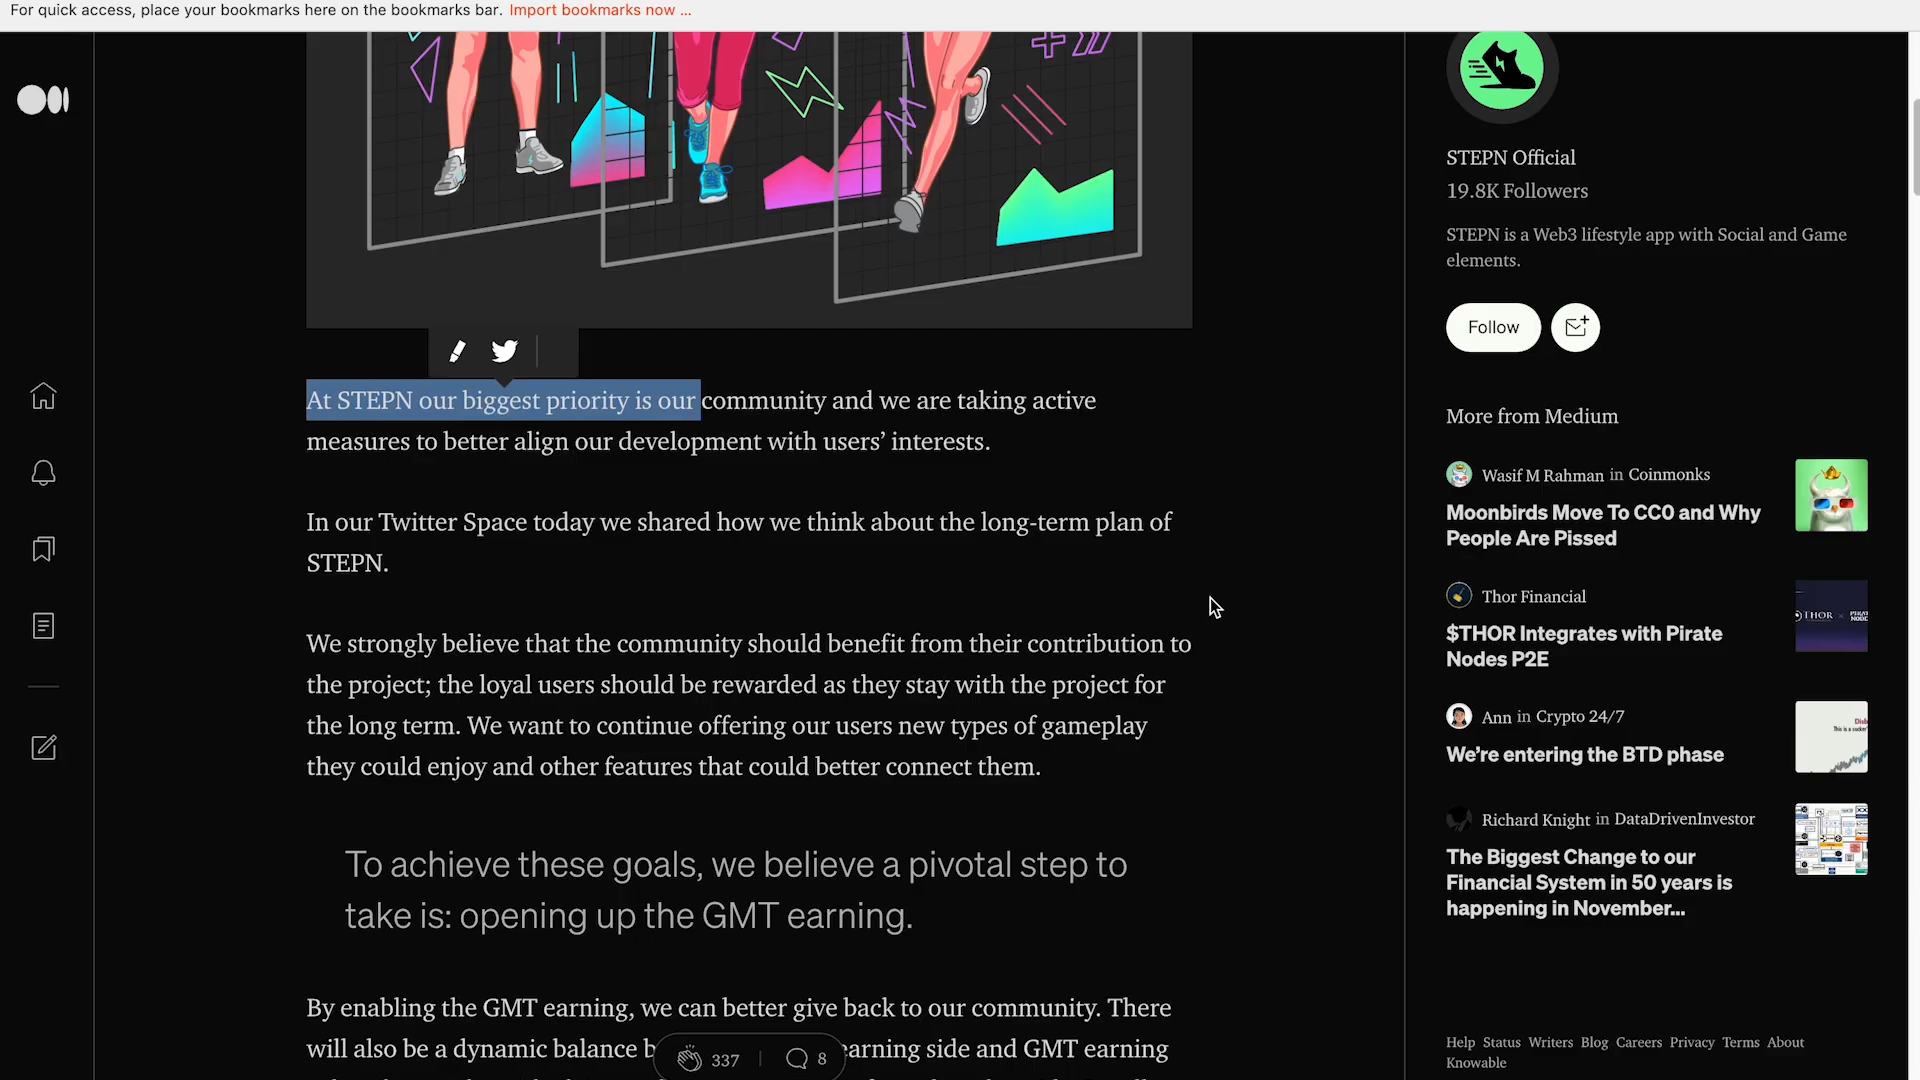 For quick access, place your bookmarks here on the bookmarks bar. Import bookmarks now ...
At STEPN our biggest priority is our community and we are taking active
measures to better align our development with users’ interests.
In our Twitter Space today we shared how we think about the long-term plan of
STEPN.
We strongly believe that the community should benefit from their contribution to
the project; the loyal users should be rewarded as they stay with the project for
the long term. We want to continue offering our users new types of gameplay
they could enjoy and other features that could better connect them.
To achieve these goals, we believe a pivotal step to
take is: opening up the GMT earning.
By enabling the GMT earning, we can better give back to our community. There
will also be a dynamic balance
earning side and GMT earning
337
8
STEPN Official
19.8K Followers
STEPN is a Web3 lifestyle app with Social and Game
elements.
Follow
More from Medium
Wasif M Rahman in Coinmonks
Moonbirds Move To CC0 and Why
People Are Pissed
Thor Financial
$THOR Integrates with Pirate
Nodes P2E
THOR
Ann in Crypto 24/7
We’re entering the BTD phase
Richard Knight in DataDrivenInvestor
The Biggest Change to our
Financial System in 50 years is
happening in November...
Help Status Writers Blog Careers Privacy Terms About
Knowable